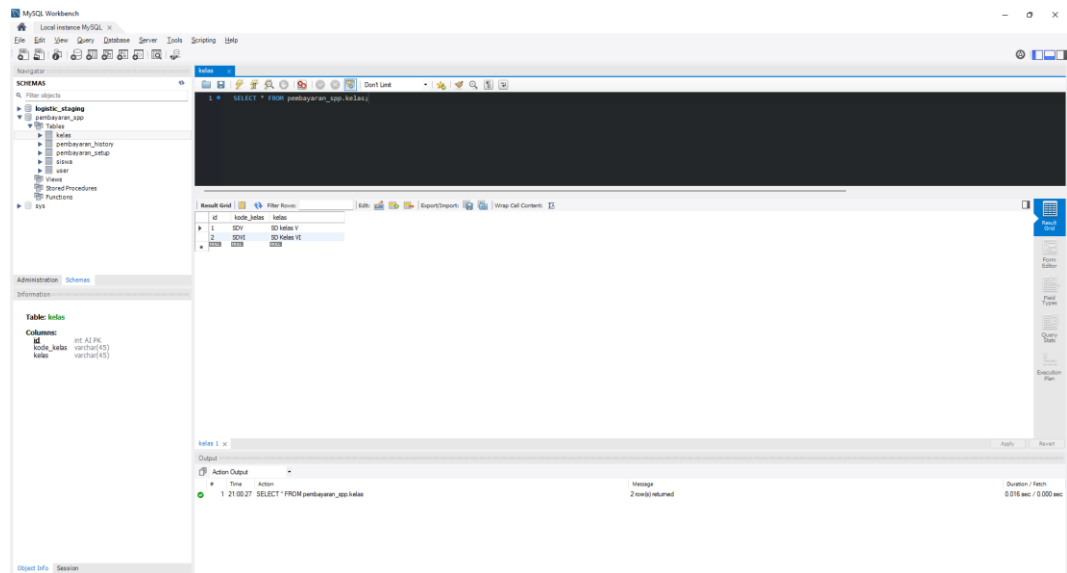 MySQL Workbench
Local instance MySQL ×
File Edit View Query Database Server Tools Scripting Help
Navigator
SCHEMAS
Filter objects
logistic_staging
pembayaran_spp
Tables
kelas
pembayaran_history
pembayaran_setup
siswa
user
Views
Stored Procedures
Functions
sys
Administration Schemas
Information
Table: kelas
Columns:
id int AI PK
kode_kelas varchar(45)
kelas varchar(45)
Object Info Session
kelas ×
Don't Limit
1 SELECT * FROM pembayaran_spp.kelas;
Result Grid Filter Rows: Edit: Export/Import: Wrap Cell Content:
id kode_kelas kelas
1 SDV SD kelas V
2 SDVI SD Kelas VI
NULL NULL NULL
Result Grid
Form Editor
Field Types
Query Stats
Execution Plan
kelas 1 × Apply Revert
Output
Action Output
# Time Action Message Duration / Fetch
1 21:00:27 SELECT * FROM pembayaran_spp.kelas 2 row(s) returned 0.016 sec / 0.000 sec